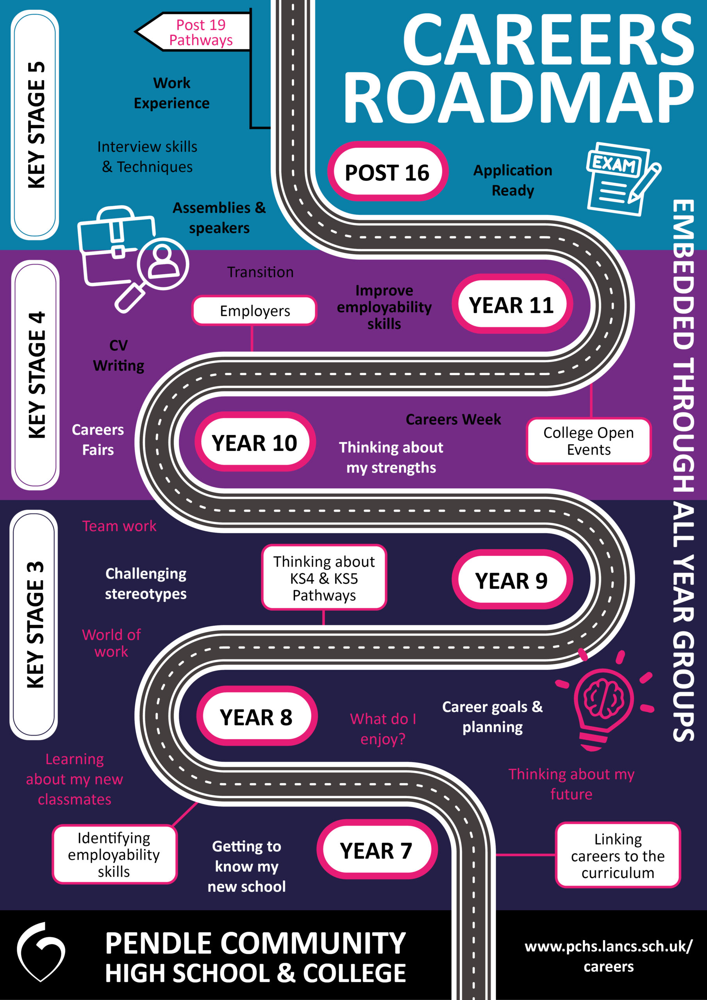 CAREERS
ROADMAP
Post 19
Pathways
KEY STAGE 5
Work
Experience
Interview skills
& Techniques
POST 16
Application
Ready
EXAM
Assemblies &
speakers
EMBEDDED THROUGH ALL YEAR GROUPS
KEY STAGE 4
Transition
Employers
Improve
employability
skills
YEAR 11
CV
Writing
Careers
Fairs
YEAR 10
Careers Week
Thinking about
my strengths
College Open
Events
KEY STAGE 3
Team work
Challenging
stereotypes
Thinking about
KS4 & KS5
Pathways
YEAR 9
World of
work
YEAR 8
What do I
enjoy?
Career goals &
planning
Learning
about my new
classmates
Thinking about my
future
Identifying
employability
skills
Getting to
know my
new school
YEAR 7
Linking
careers to the
curriculum
PENDLE COMMUNITY
HIGH SCHOOL & COLLEGE
www.pchs.lancs.sch.uk/
careers